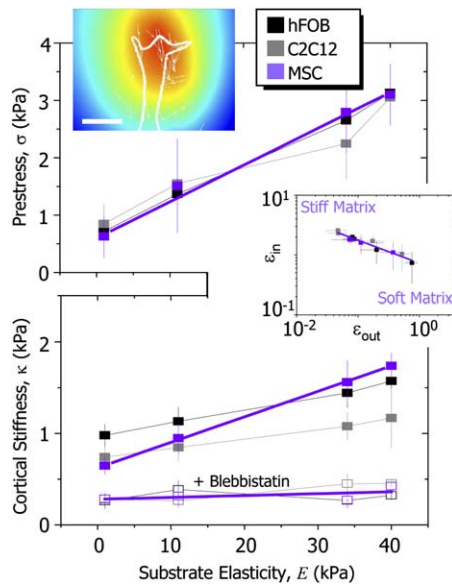 hFOB
C2C12
MSC
4
3
2
1
0
Prestress, σ (kPa)
10¹
Stiff Matrix
ε_in
Soft Matrix
10⁻¹
10⁻² ε_out 10⁰
2
1
0
Cortical Stiffness, κ (kPa)
+ Blebbistatin
0 10 20 30 40
Substrate Elasticity, E (kPa)